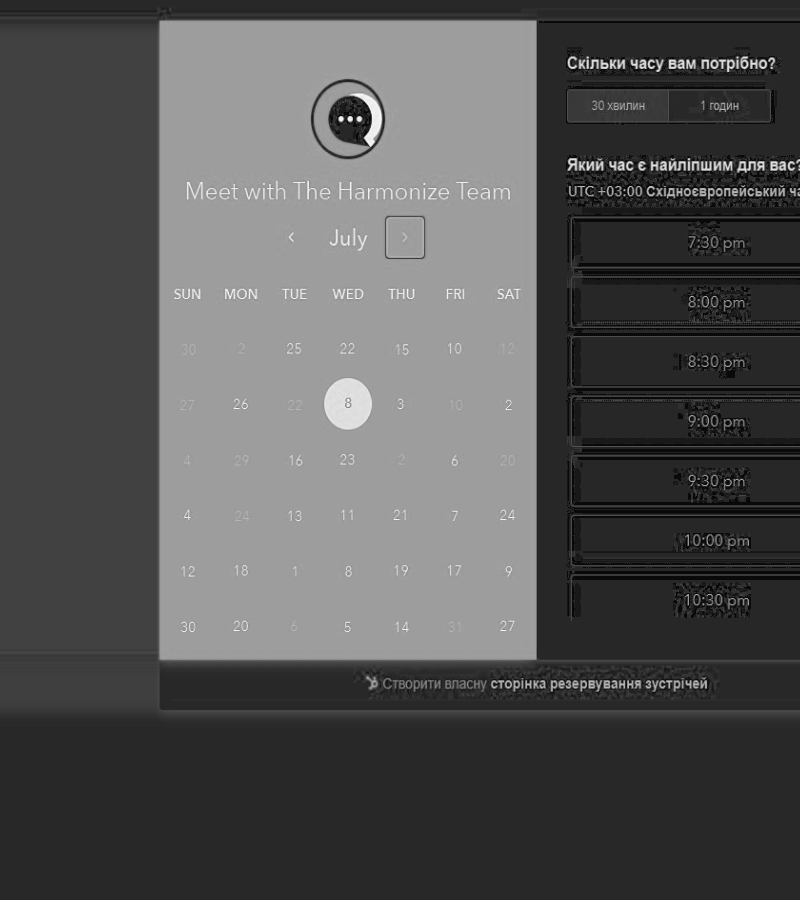 Meet with The Harmonize Team
July
SUN MON TUE WED THU FRI SAT
30 2 25 22 15 10 12
27 26 22 8 3 10 2
4 29 16 23 2 6 20
4 24 13 11 21 7 24
12 18 1 8 19 17 9
30 20 6 5 14 31 27
Скільки часу вам потрібно?
30 хвилин 1 годин
Який час є найліпшим для вас?
UTC +03:00 Східноєвропейський
7:30 pm
8:00 pm
8:30 pm
9:00 pm
9:30 pm
10:00 pm
10:30 pm
Створити власну сторінка резервування зустрічей